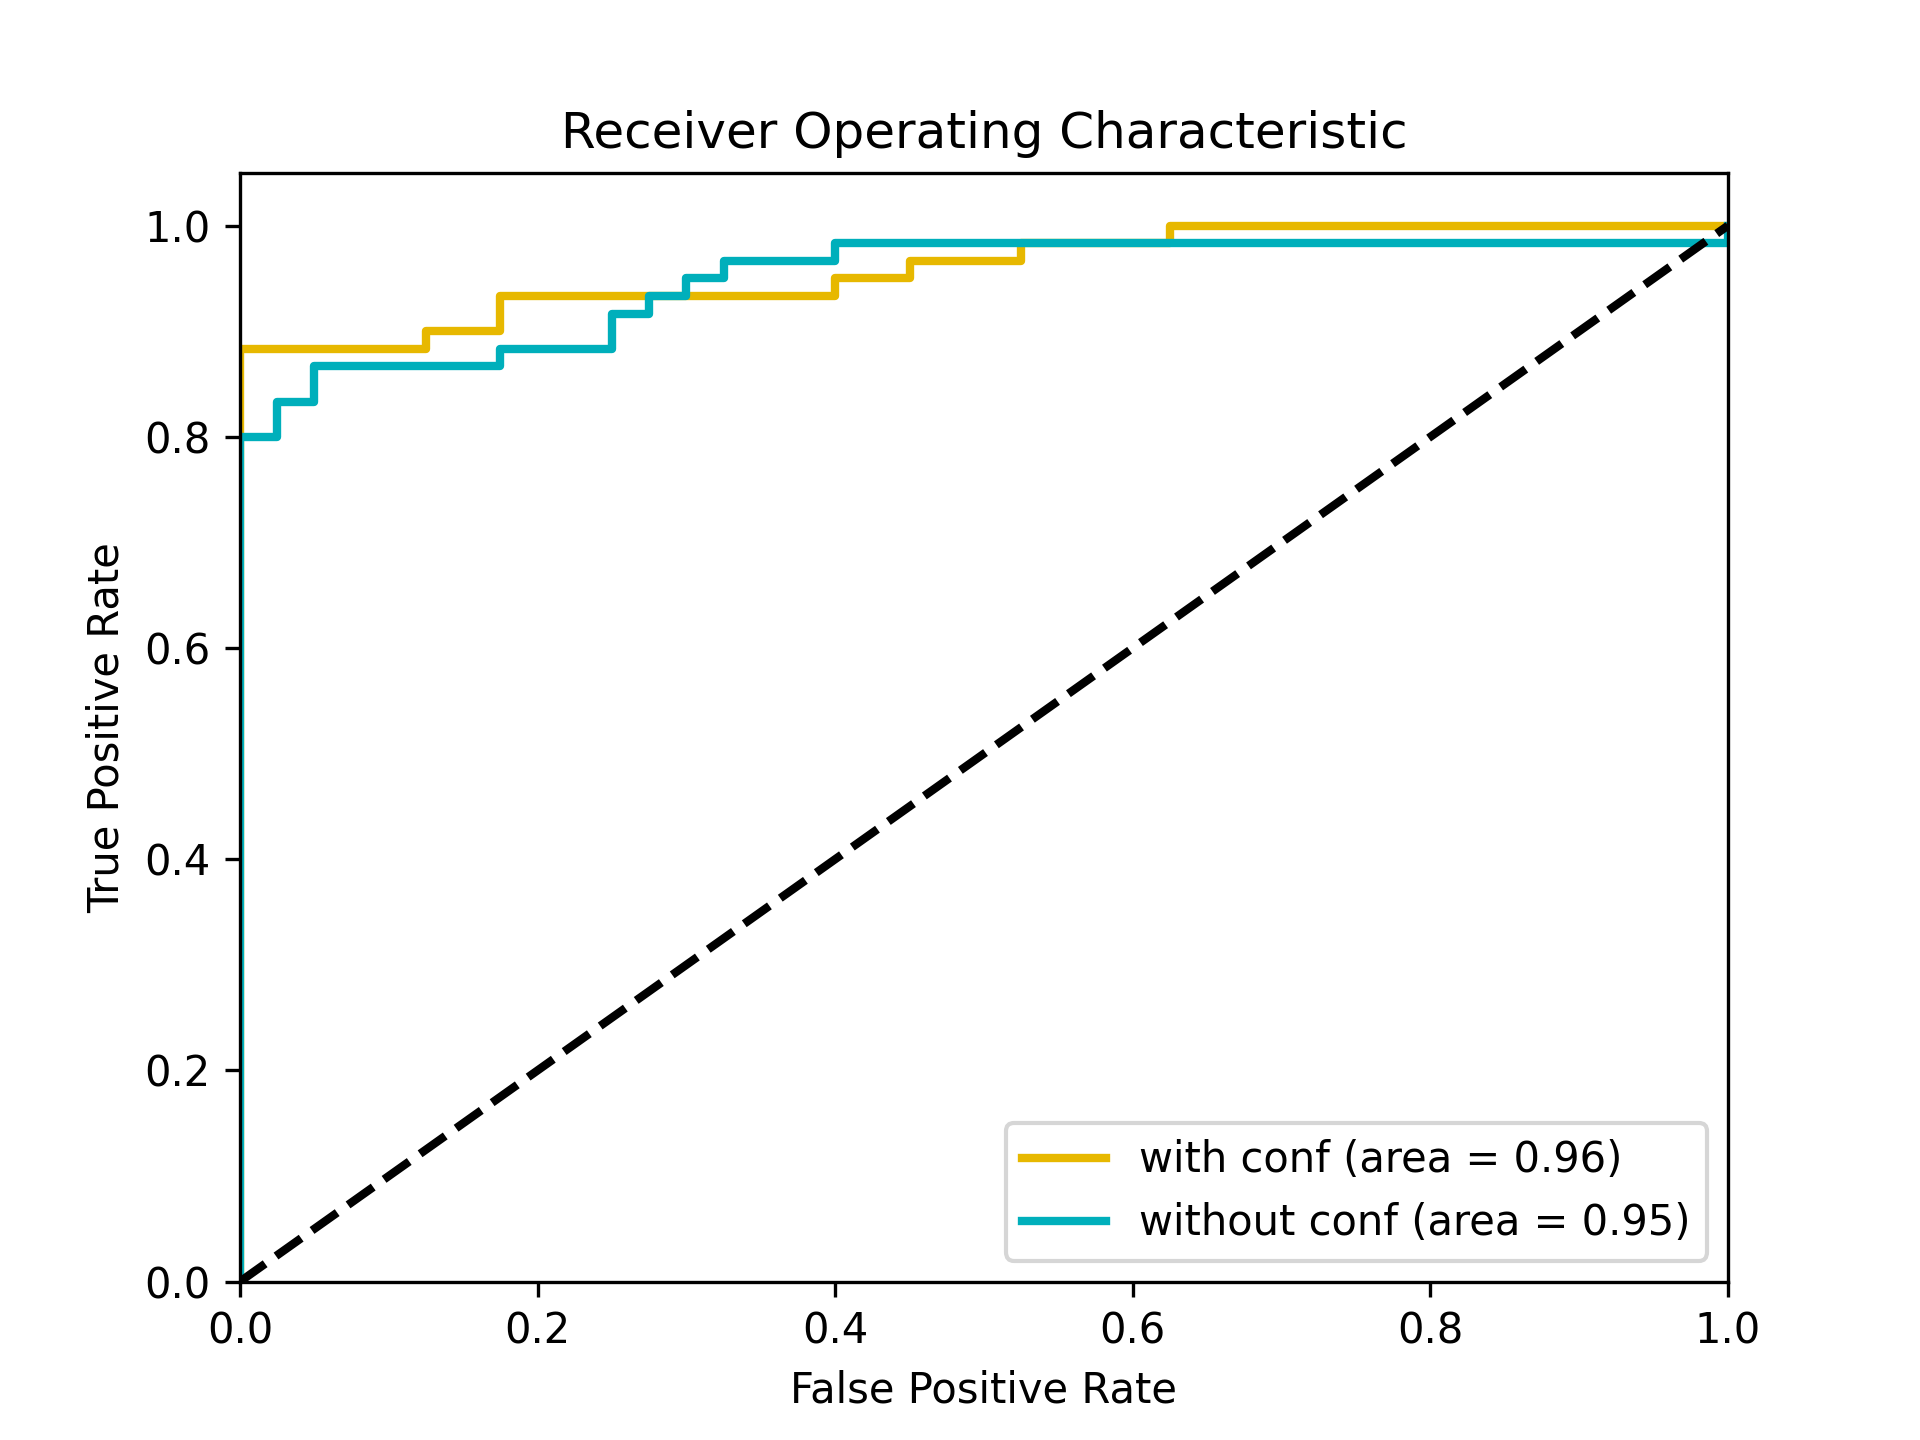 Receiver Operating Characteristic
1.0
0.8
0.6
0.4
0.2
0.0
True Positive Rate
with conf (area = 0.96)
without conf (area = 0.95)
0.0 0.2 0.4 0.6 0.8 1.0
False Positive Rate